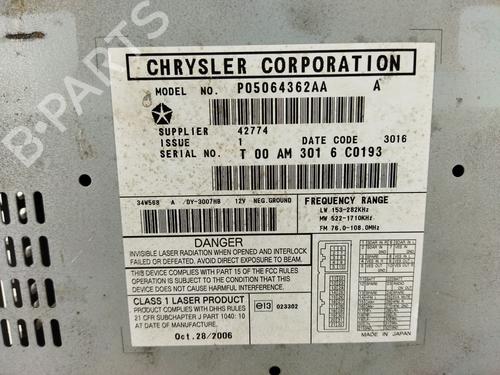 CHRYSLER CORPORATION
MODEL NO. P05064362AA A
SUPPLIER 42774
ISSUE 1 DATE CODE 3016
SERIAL NO. T 00 AM 301 6 C0193
34W568 A /DY-3007HB 12V NEG.GROUND
FREQUENCY RANGE
LW 153-282KHz
MW 522-1710KHz
FM 76.0-108.0MHz
DANGER
INVISIBLE LASER RADIATION WHEN OPENED AND INTERLOCK
FAILED OR DEFEATED. AVOID DIRECT EXPOSURE TO BEAM.
THIS DEVICE COMPLIES WITH PART 15 OF THE FCC RULES
OPERATION IS SUBJECT TO THE CONDITION THAT THIS
DEVICE DOES NOT CAUSE HARMFUL INTERFERENCE
CLASS 1 LASER PRODUCT
THIS PRODUCT COMPLIES WITH DHHS RULES
21 CFR SUBCHAPTER J PART 1040: 10
AT DATE OF MANUFACTURE.
Oct.28/2006
e13 023302
MADE IN JAPAN
B-PARTS